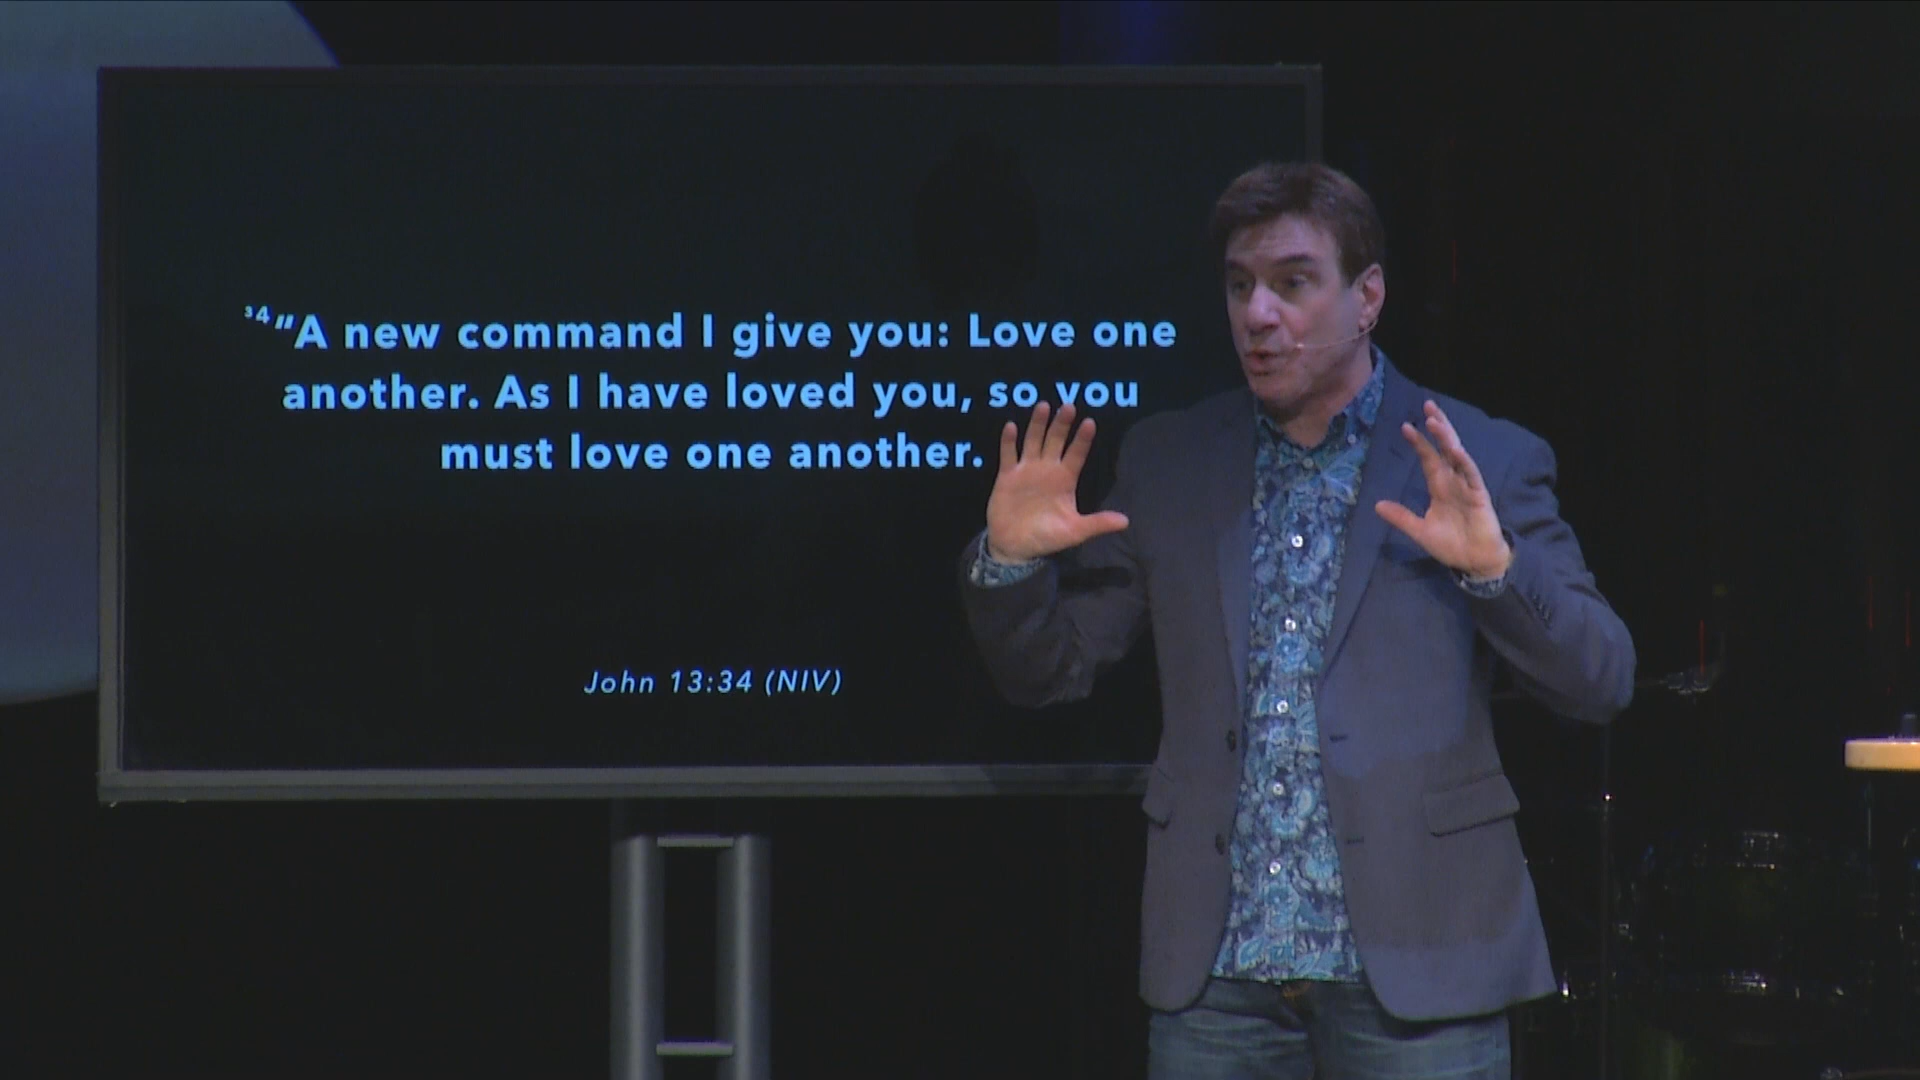 ³⁴“A new command I give you: Love one
another. As I have loved you, so you
must love one another.
John 13:34 (NIV)